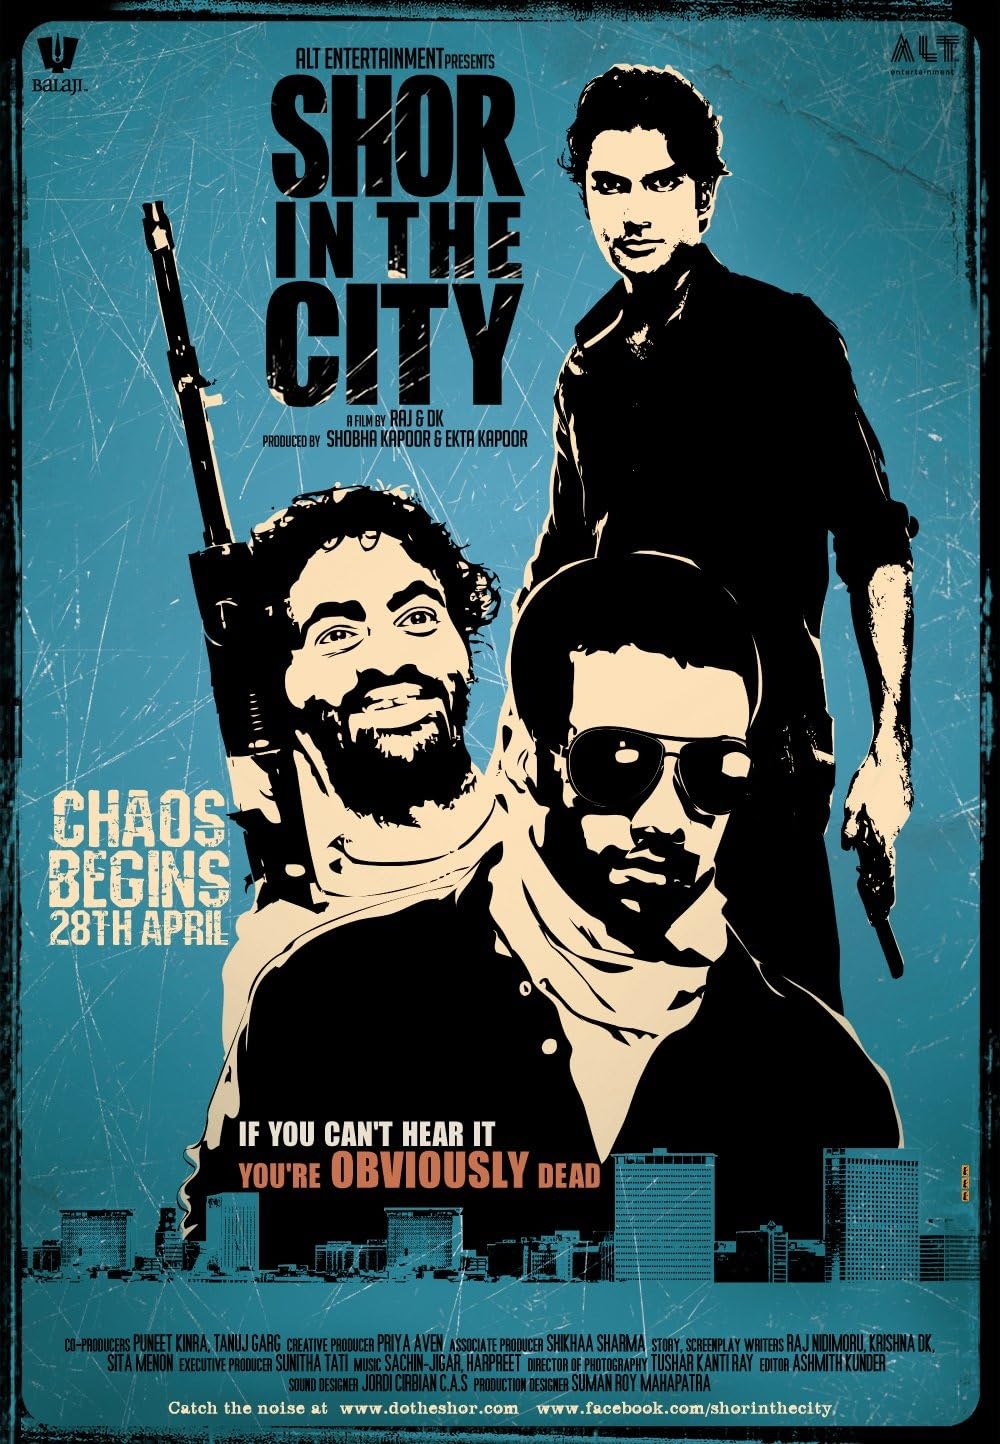 BALAJI
ALT
entertainment
ALT ENTERTAINMENT PRESENTS
SHOR
IN THE
CITY
A FILM BY RAJ & DK
PRODUCED BY SHOBHA KAPOOR & EKTA KAPOOR
CHAOS
BEGINS
28TH APRIL
IF YOU CAN'T HEAR IT
YOU'RE OBVIOUSLY DEAD
CO-PRODUCERS PUNEET KINRA, TANUJ GARG CREATIVE PRODUCER PRIYA AVEN ASSOCIATE PRODUCER SHIKHAA SHARMA STORY, SCREENPLAY WRITERS RAJ NIDIMORU, KRISHNA DK,
SITA MENON EXECUTIVE PRODUCER SUNITHA TATI MUSIC SACHIN-JIGAR, HARPREET DIRECTOR OF PHOTOGRAPHY TUSHAR KANTI RAY EDITOR ASHMITH KUNDER
SOUND DESIGNER JORDI CIRBIAN C.A.S PRODUCTION DESIGNER SUMAN ROY MAHAPATRA
Catch the noise at www.dotheshor.com www.facebook.com/shorinthecity.